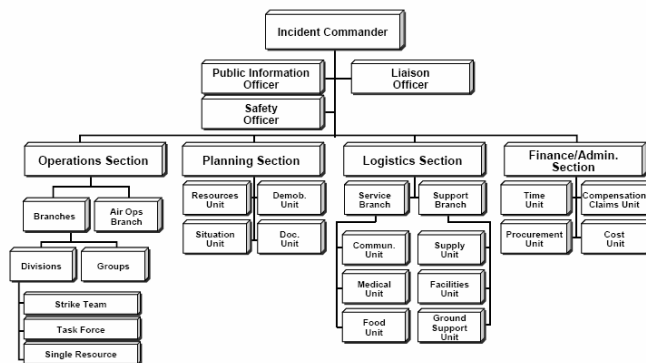 Incident Commander
Public Information
Officer
Liaison
Officer
Safety
Officer
Operations Section
Planning Section
Logistics Section
Finance/Admin.
Section
Branches
Air Ops
Branch
Resources
Unit
Demob.
Unit
Service
Branch
Support
Branch
Time
Unit
Compensation
Claims Unit
Situation
Unit
Doc.
Unit
Procurement
Unit
Cost
Unit
Divisions
Groups
Commun.
Unit
Supply
Unit
Strike Team
Medical
Unit
Facilities
Unit
Task Force
Food
Unit
Ground
Support Unit
Single Resource